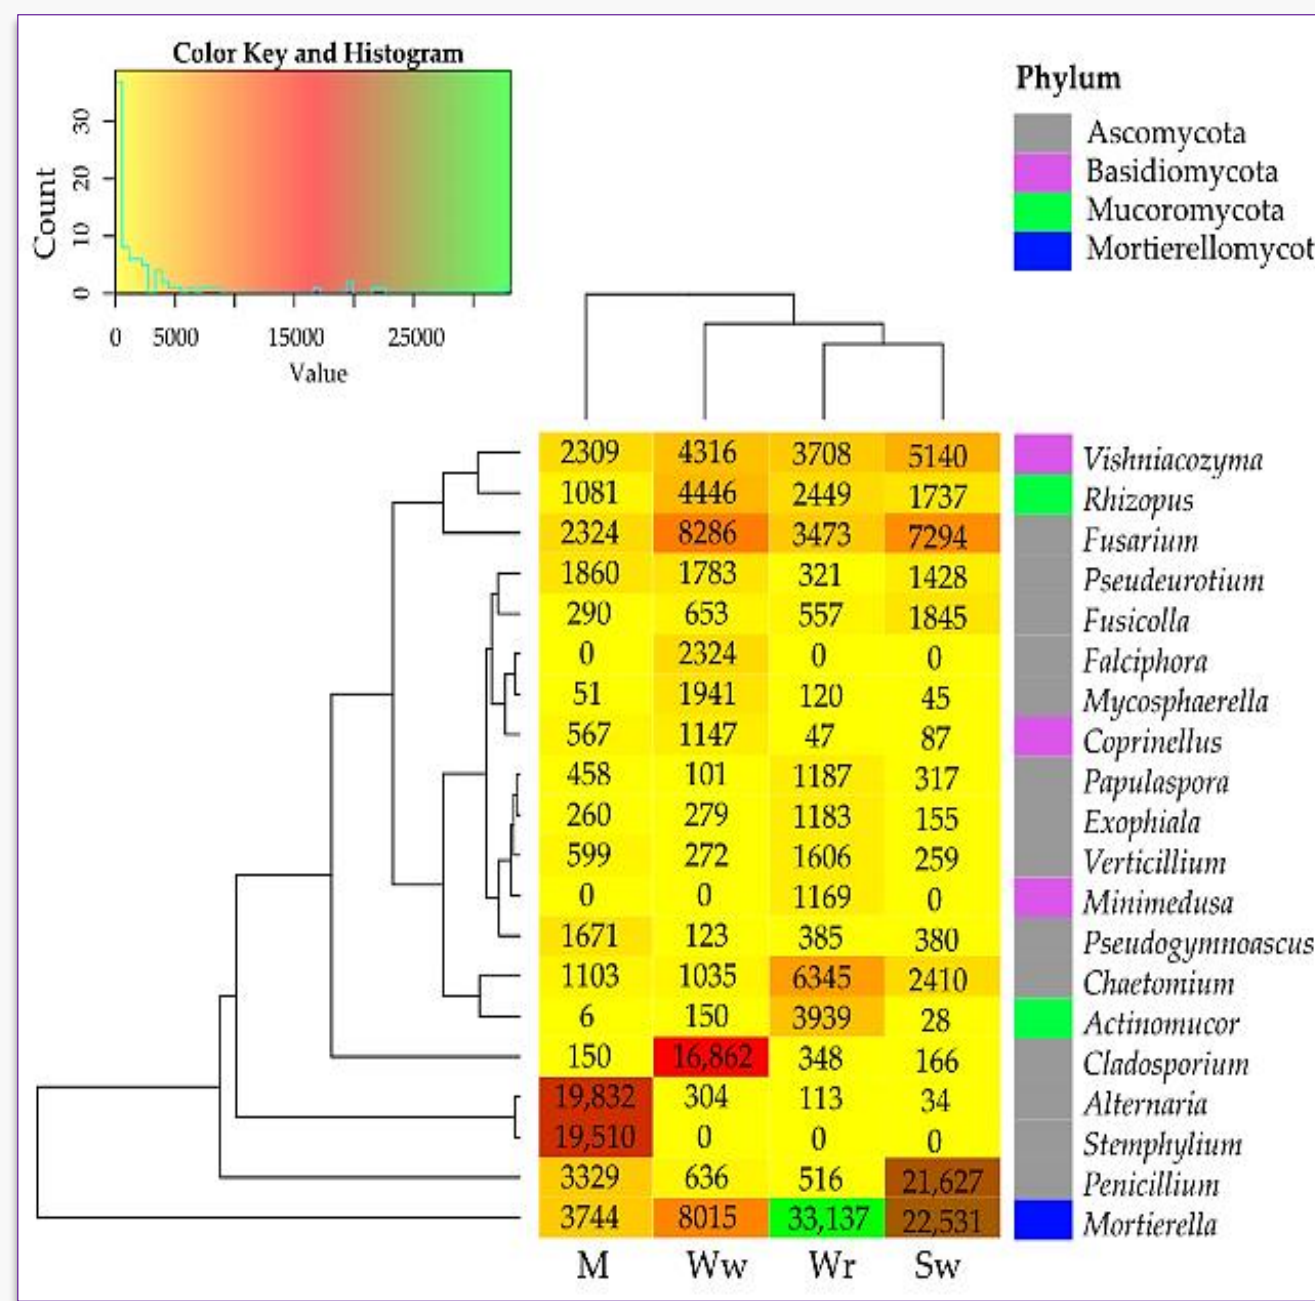 Color Key and Histogram
Count
0 10 20 30
0 5000 15000 25000
Value
Phylum
Ascomycota
Basidiomycota
Mucoromycota
Mortierellomycot
2309 4316 3708 5140 Vishniacozyma
1081 4446 2449 1737 Rhizopus
2324 8286 3473 7294 Fusarium
1860 1783 321 1428 Pseudeurotium
290 653 557 1845 Fusicolla
0 2324 0 0 Falciphora
51 1941 120 45 Mycosphaerella
567 1147 47 87 Coprinellus
458 101 1187 317 Papulaspora
260 279 1183 155 Exophiala
599 272 1606 259 Verticillium
0 0 1169 0 Minimedusa
1671 123 385 380 Pseudogymnoascus
1103 1035 6345 2410 Chaetomium
6 150 3939 28 Actinomucor
150 16,862 348 166 Cladosporium
19,832 304 113 34 Alternaria
19,510 0 0 0 Stemphylium
3329 636 516 21,627 Penicillium
3744 8015 33,137 22,531 Mortierella
M Ww Wr Sw